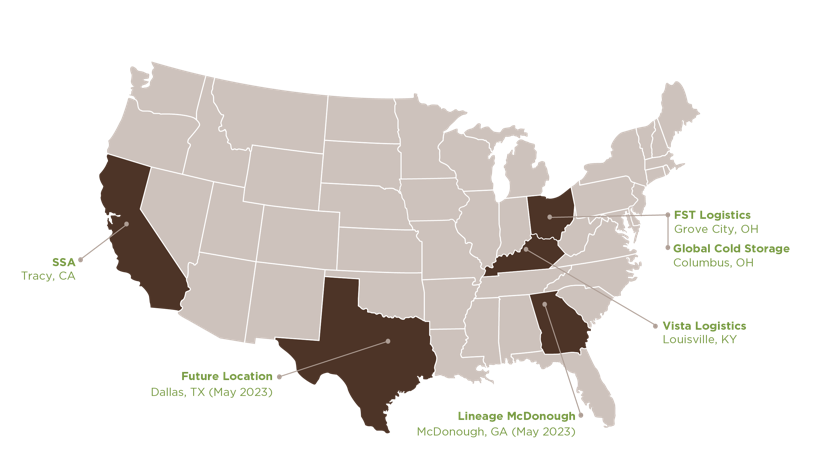 FST Logistics
Grove City, OH
Global Cold Storage
Columbus, OH
SSA
Tracy, CA
Vista Logistics
Louisville, KY
Future Location
Dallas, TX (May 2023)
Lineage McDonough
McDonough, GA (May 2023)